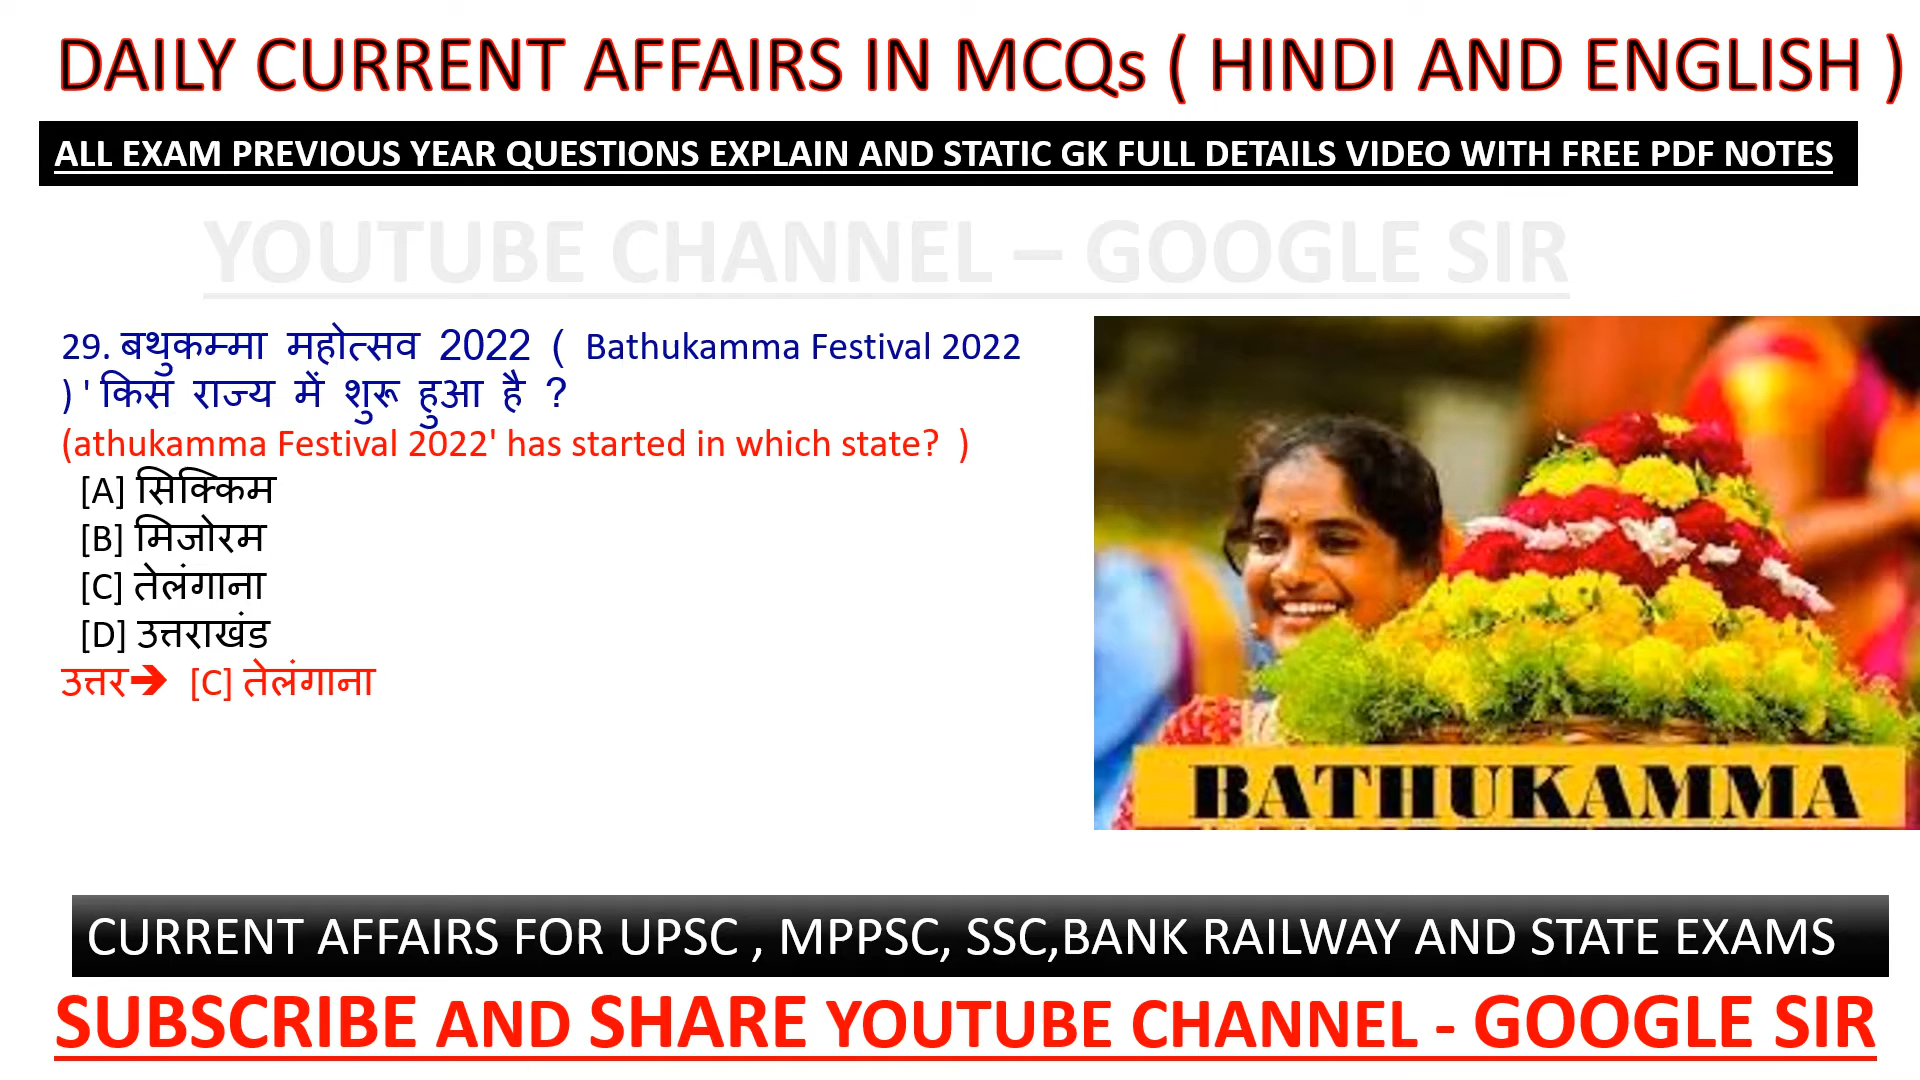 DAILY CURRENT AFFAIRS IN MCQs ( HINDI AND ENGLISH )
ALL EXAM PREVIOUS YEAR QUESTIONS EXPLAIN AND STATIC GK FULL DETAILS VIDEO WITH FREE PDF NOTES
YOUTUBE CHANNEL – GOOGLE SIR
29. बथुकम्मा महोत्सव 2022 ( Bathukamma Festival 2022
) ' किस राज्य में शुरू हुआ है ?
(athukamma Festival 2022' has started in which state? )
[A] सिक्किम
[B] मिजोरम
[C] तेलंगाना
[D] उत्तराखंड
उत्तर➔ [C] तेलंगाना
BATHUKAMMA
CURRENT AFFAIRS FOR UPSC , MPPSC, SSC,BANK RAILWAY AND STATE EXAMS
SUBSCRIBE AND SHARE YOUTUBE CHANNEL - GOOGLE SIR